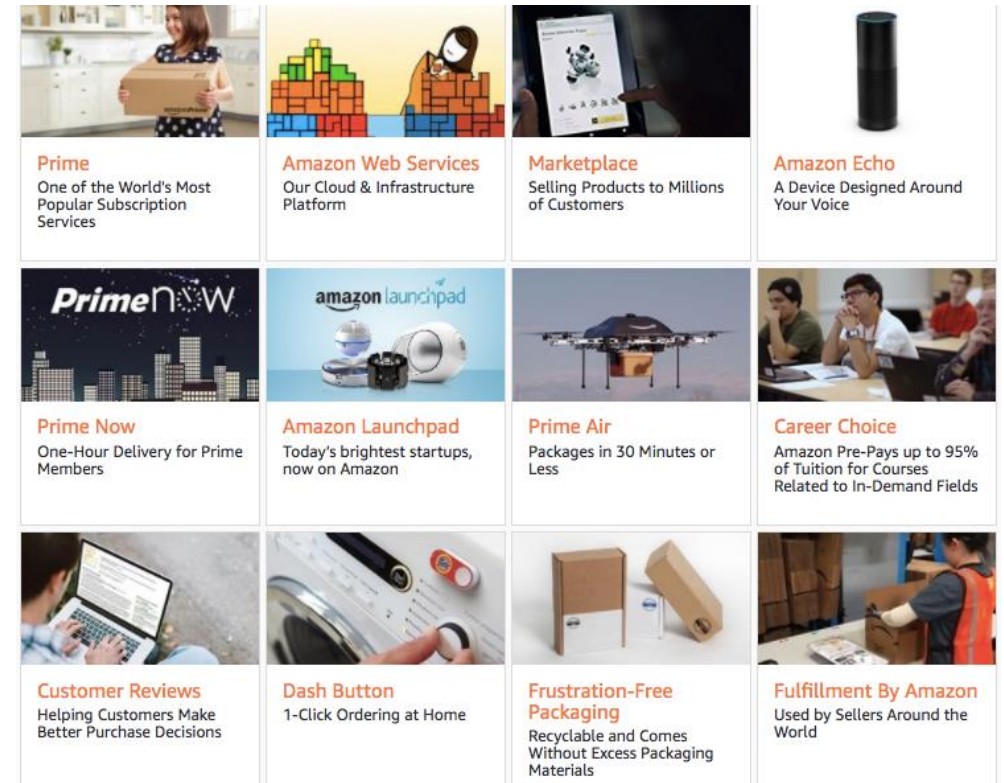 Prime
One of the World's Most
Popular Subscription
Services
Amazon Web Services
Our Cloud & Infrastructure
Platform
Marketplace
Selling Products to Millions
of Customers
Amazon Echo
A Device Designed Around
Your Voice
Prime now
Prime Now
One-Hour Delivery for Prime
Members
amazon launchpad
Amazon Launchpad
Today's brightest startups,
now on Amazon
Prime Air
Packages in 30 Minutes or
Less
Career Choice
Amazon Pre-Pays up to 95%
of Tuition for Courses
Related to In-Demand Fields
Customer Reviews
Helping Customers Make
Better Purchase Decisions
Dash Button
1-Click Ordering at Home
Frustration-Free
Packaging
Recyclable and Comes
Without Excess Packaging
Materials
Fulfillment By Amazon
Used by Sellers Around the
World